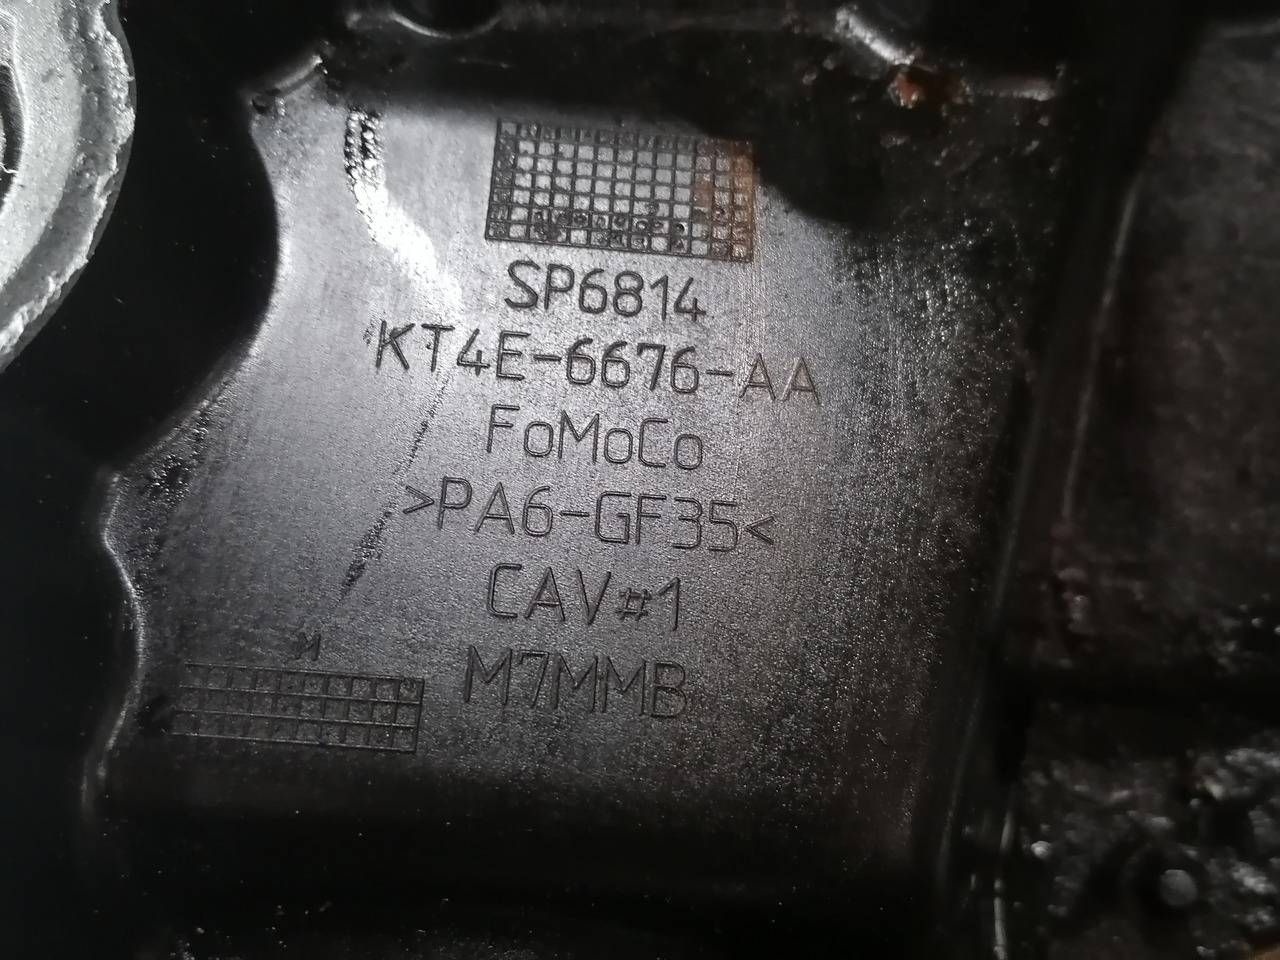 SP6814
KT4E-6676-AA
FoMoCo
>PA6-GF35<
CAV#1
M7MMB
M